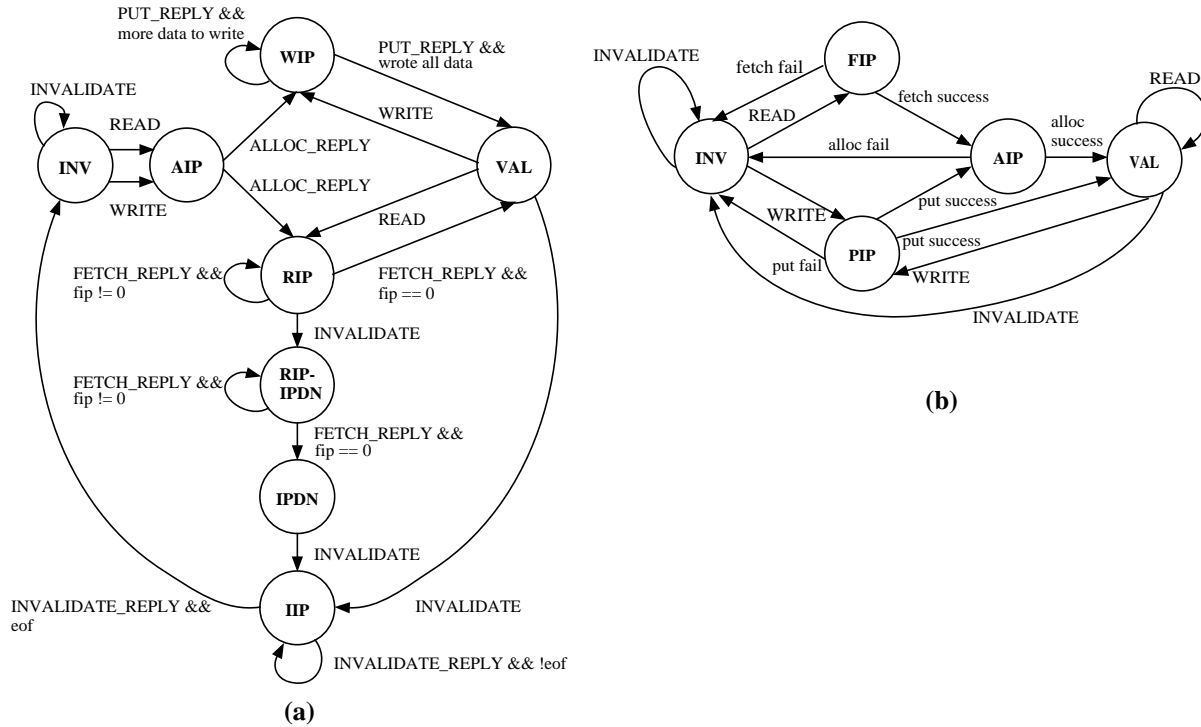 PUT_REPLY &&
more data to write
WIP
PUT_REPLY &&
wrote all data
INVALIDATE
READ
WRITE
INV
AIP
ALLOC_REPLY
VAL
ALLOC_REPLY
WRITE
READ
FETCH_REPLY &&
fip != 0
RIP
FETCH_REPLY &&
fip == 0
INVALIDATE
FETCH_REPLY &&
fip != 0
RIP-
IPDN
FETCH_REPLY &&
fip == 0
IPDN
INVALIDATE
INVALIDATE_REPLY &&
eof
IIP
INVALIDATE
INVALIDATE_REPLY && !eof
(a)
INVALIDATE
FIP
fetch fail
READ
READ
fetch success
alloc
success
INV
alloc fail
AIP
VAL
WRITE
put success
PIP
put success
put fail
WRITE
INVALIDATE
(b)